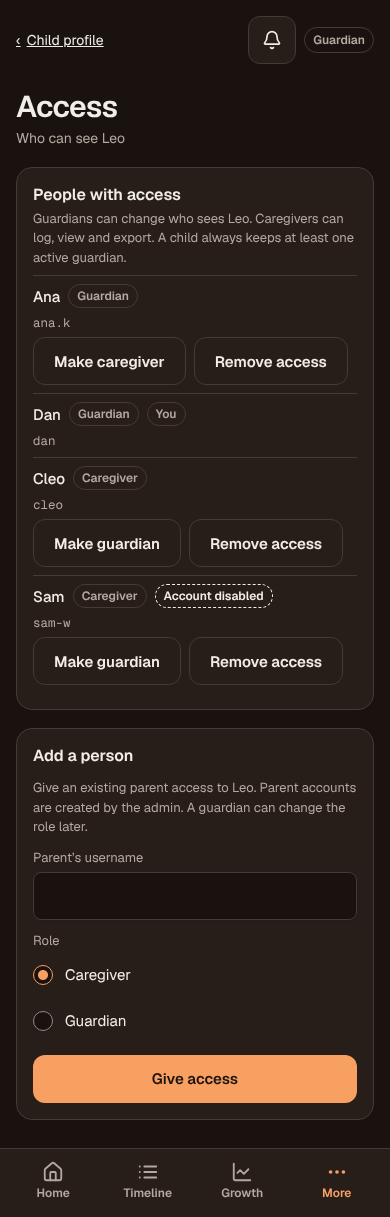 ‹ Child profile
Guardian
Access
Who can see Leo
People with access
Guardians can change who sees Leo. Caregivers can
log, view and export. A child always keeps at least one
active guardian.
Ana Guardian
ana.k
Make caregiver Remove access
Dan Guardian You
dan
Cleo Caregiver
cleo
Make guardian Remove access
Sam Caregiver Account disabled
sam-w
Make guardian Remove access
Add a person
Give an existing parent access to Leo. Parent accounts
are created by the admin. A guardian can change the
role later.
Parent's username
Role
Caregiver
Guardian
Give access
Home Timeline Growth More